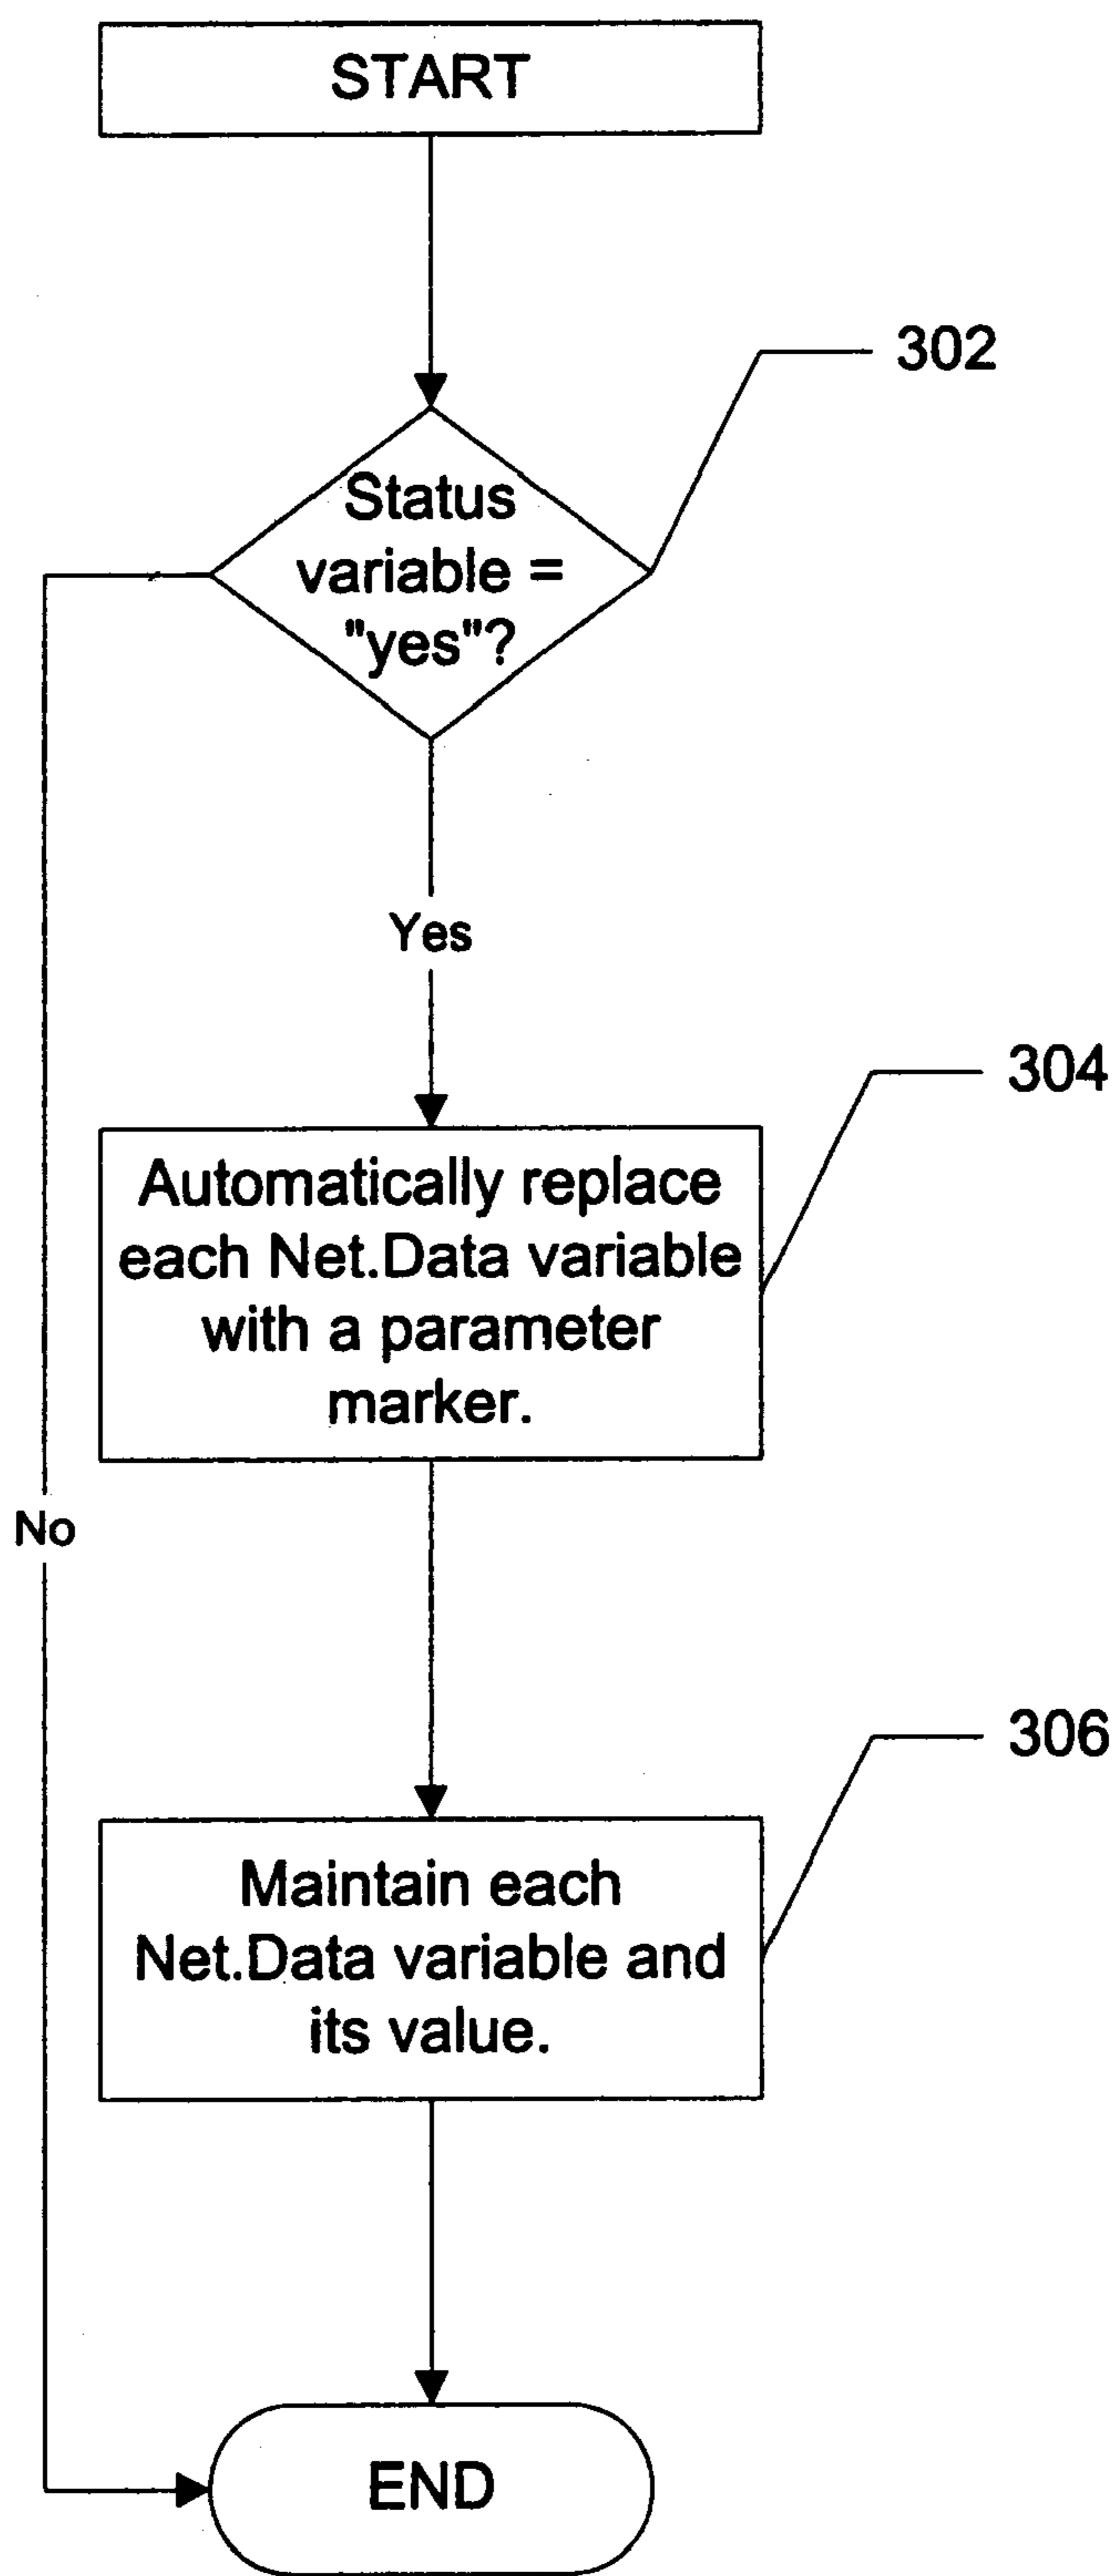 START
302
Status
variable =
"yes"?
Yes
304
Automatically replace
each Net.Data variable
with a parameter
marker.
No
306
Maintain each
Net.Data variable and
its value.
END